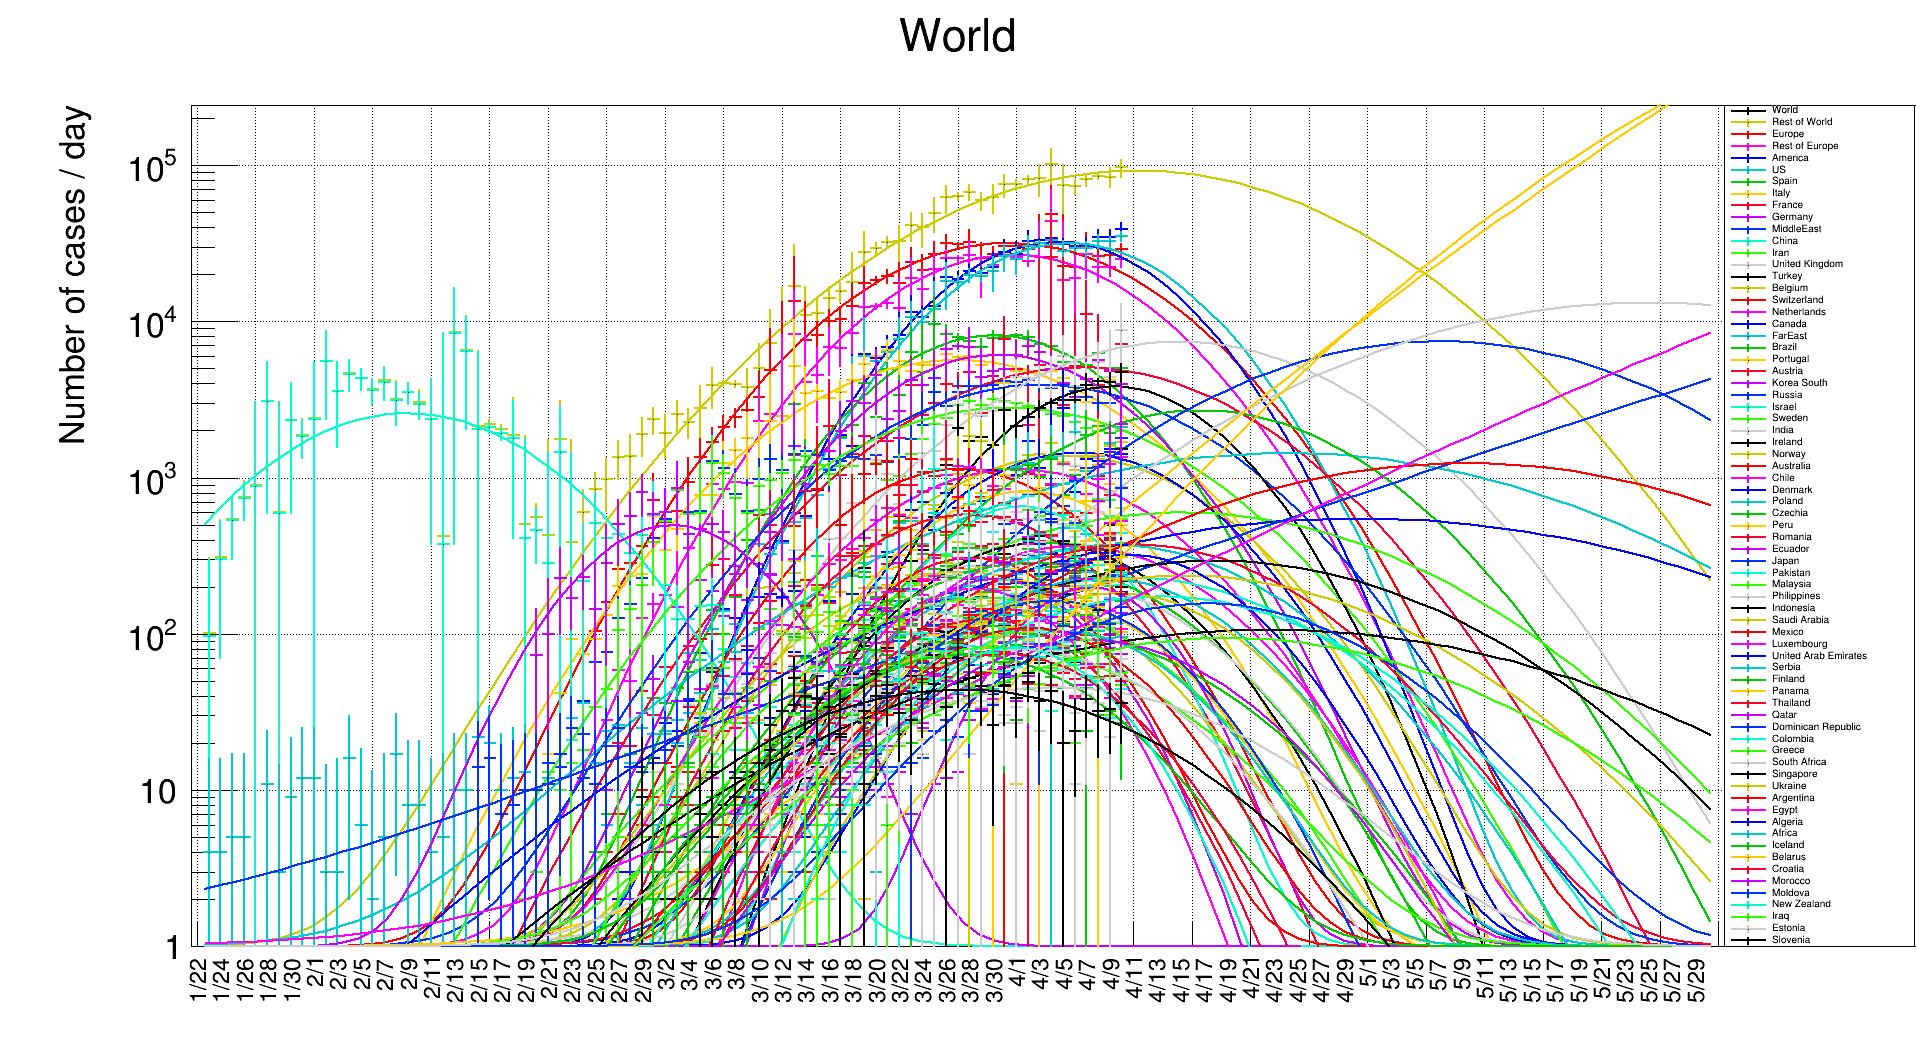 World
Number of cases / day
10^5
10^4
10^3
10^2
10
1
1/22
1/24
1/26
1/28
1/30
2/1
2/3
2/5
2/7
2/9
2/11
2/13
2/15
2/17
2/19
2/21
2/23
2/25
2/27
2/29
3/2
3/4
3/6
3/8
3/10
3/12
3/14
3/16
3/18
3/20
3/22
3/24
3/26
3/28
3/30
4/1
4/3
4/5
4/7
4/9
4/11
4/13
4/15
4/17
4/19
4/21
4/23
4/25
4/27
4/29
5/1
5/3
5/5
5/7
5/9
5/11
5/13
5/15
5/17
5/19
5/21
5/23
5/25
5/27
5/29
World
Rest of World
Europe
Rest of Europe
America
US
Spain
Italy
France
Germany
MiddleEast
China
Iran
United Kingdom
Turkey
Belgium
Switzerland
Netherlands
Canada
FarEast
Brazil
Portugal
Austria
Korea South
Russia
Israel
Sweden
India
Ireland
Norway
Australia
Chile
Denmark
Poland
Czechia
Peru
Romania
Ecuador
Japan
Pakistan
Malaysia
Philippines
Indonesia
Saudi Arabia
Mexico
Luxembourg
United Arab Emirates
Serbia
Finland
Panama
Thailand
Qatar
Dominican Republic
Colombia
Greece
South Africa
Singapore
Ukraine
Argentina
Egypt
Algeria
Africa
Iceland
Belarus
Croatia
Morocco
Moldova
New Zealand
Iraq
Estonia
Slovenia